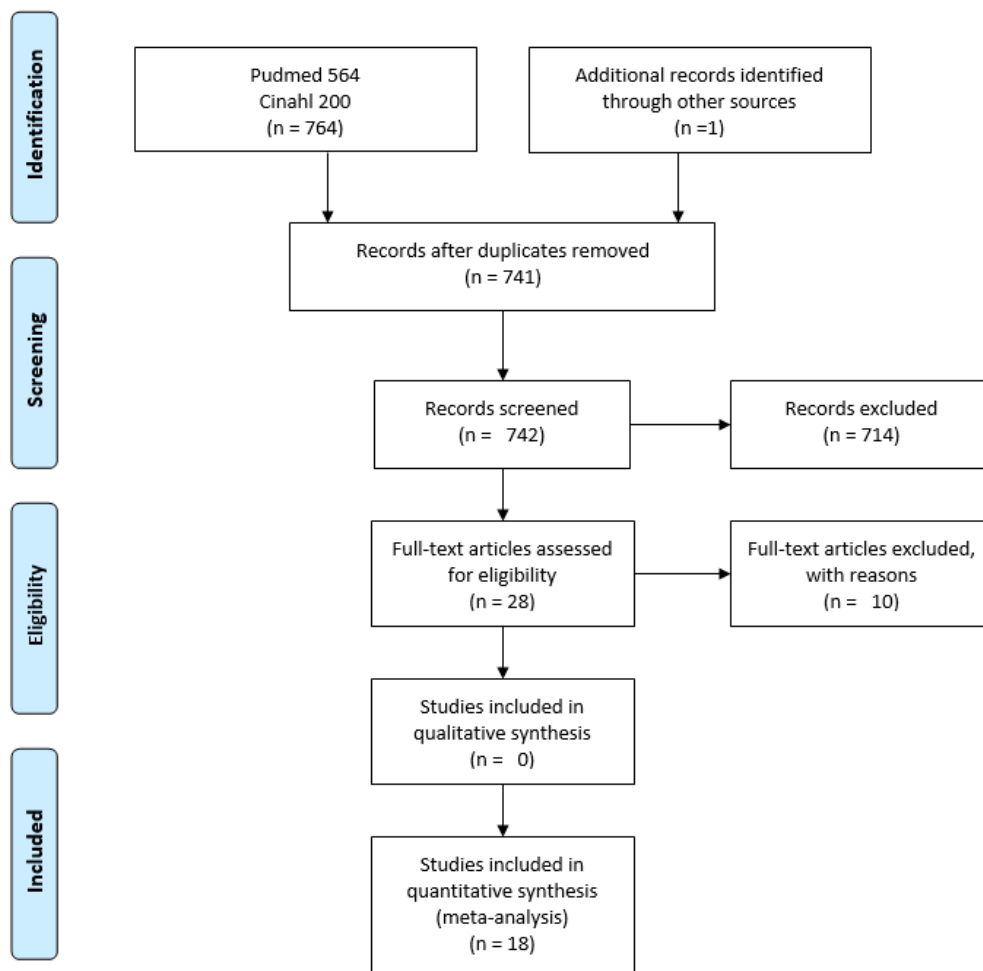 Identification
Pudmed 564
Cinahl 200
(n = 764)
Additional records identified
through other sources
(n =1)
Records after duplicates removed
(n = 741)
Screening
Records screened
(n =   742)
Records excluded
(n = 714)
Eligibility
Full-text articles assessed
for eligibility
(n = 28)
Full-text articles excluded,
with reasons
(n =   10)
Studies included in
qualitative synthesis
(n =   0)
Included
Studies included in
quantitative synthesis
(meta-analysis)
(n = 18)